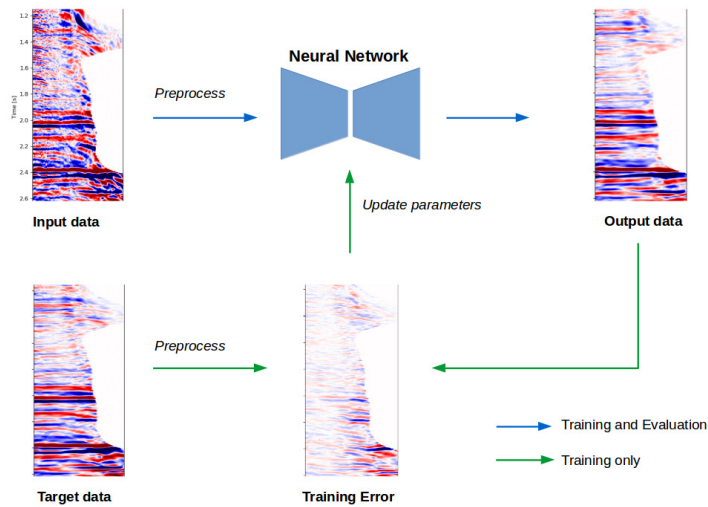 1.2
1.4
1.6
1.8
2.0
2.2
2.4
2.6
Time [s]
Neural Network
Preprocess
Input data
Update parameters
Output data
Preprocess
Training and Evaluation
Training only
Target data
Training Error